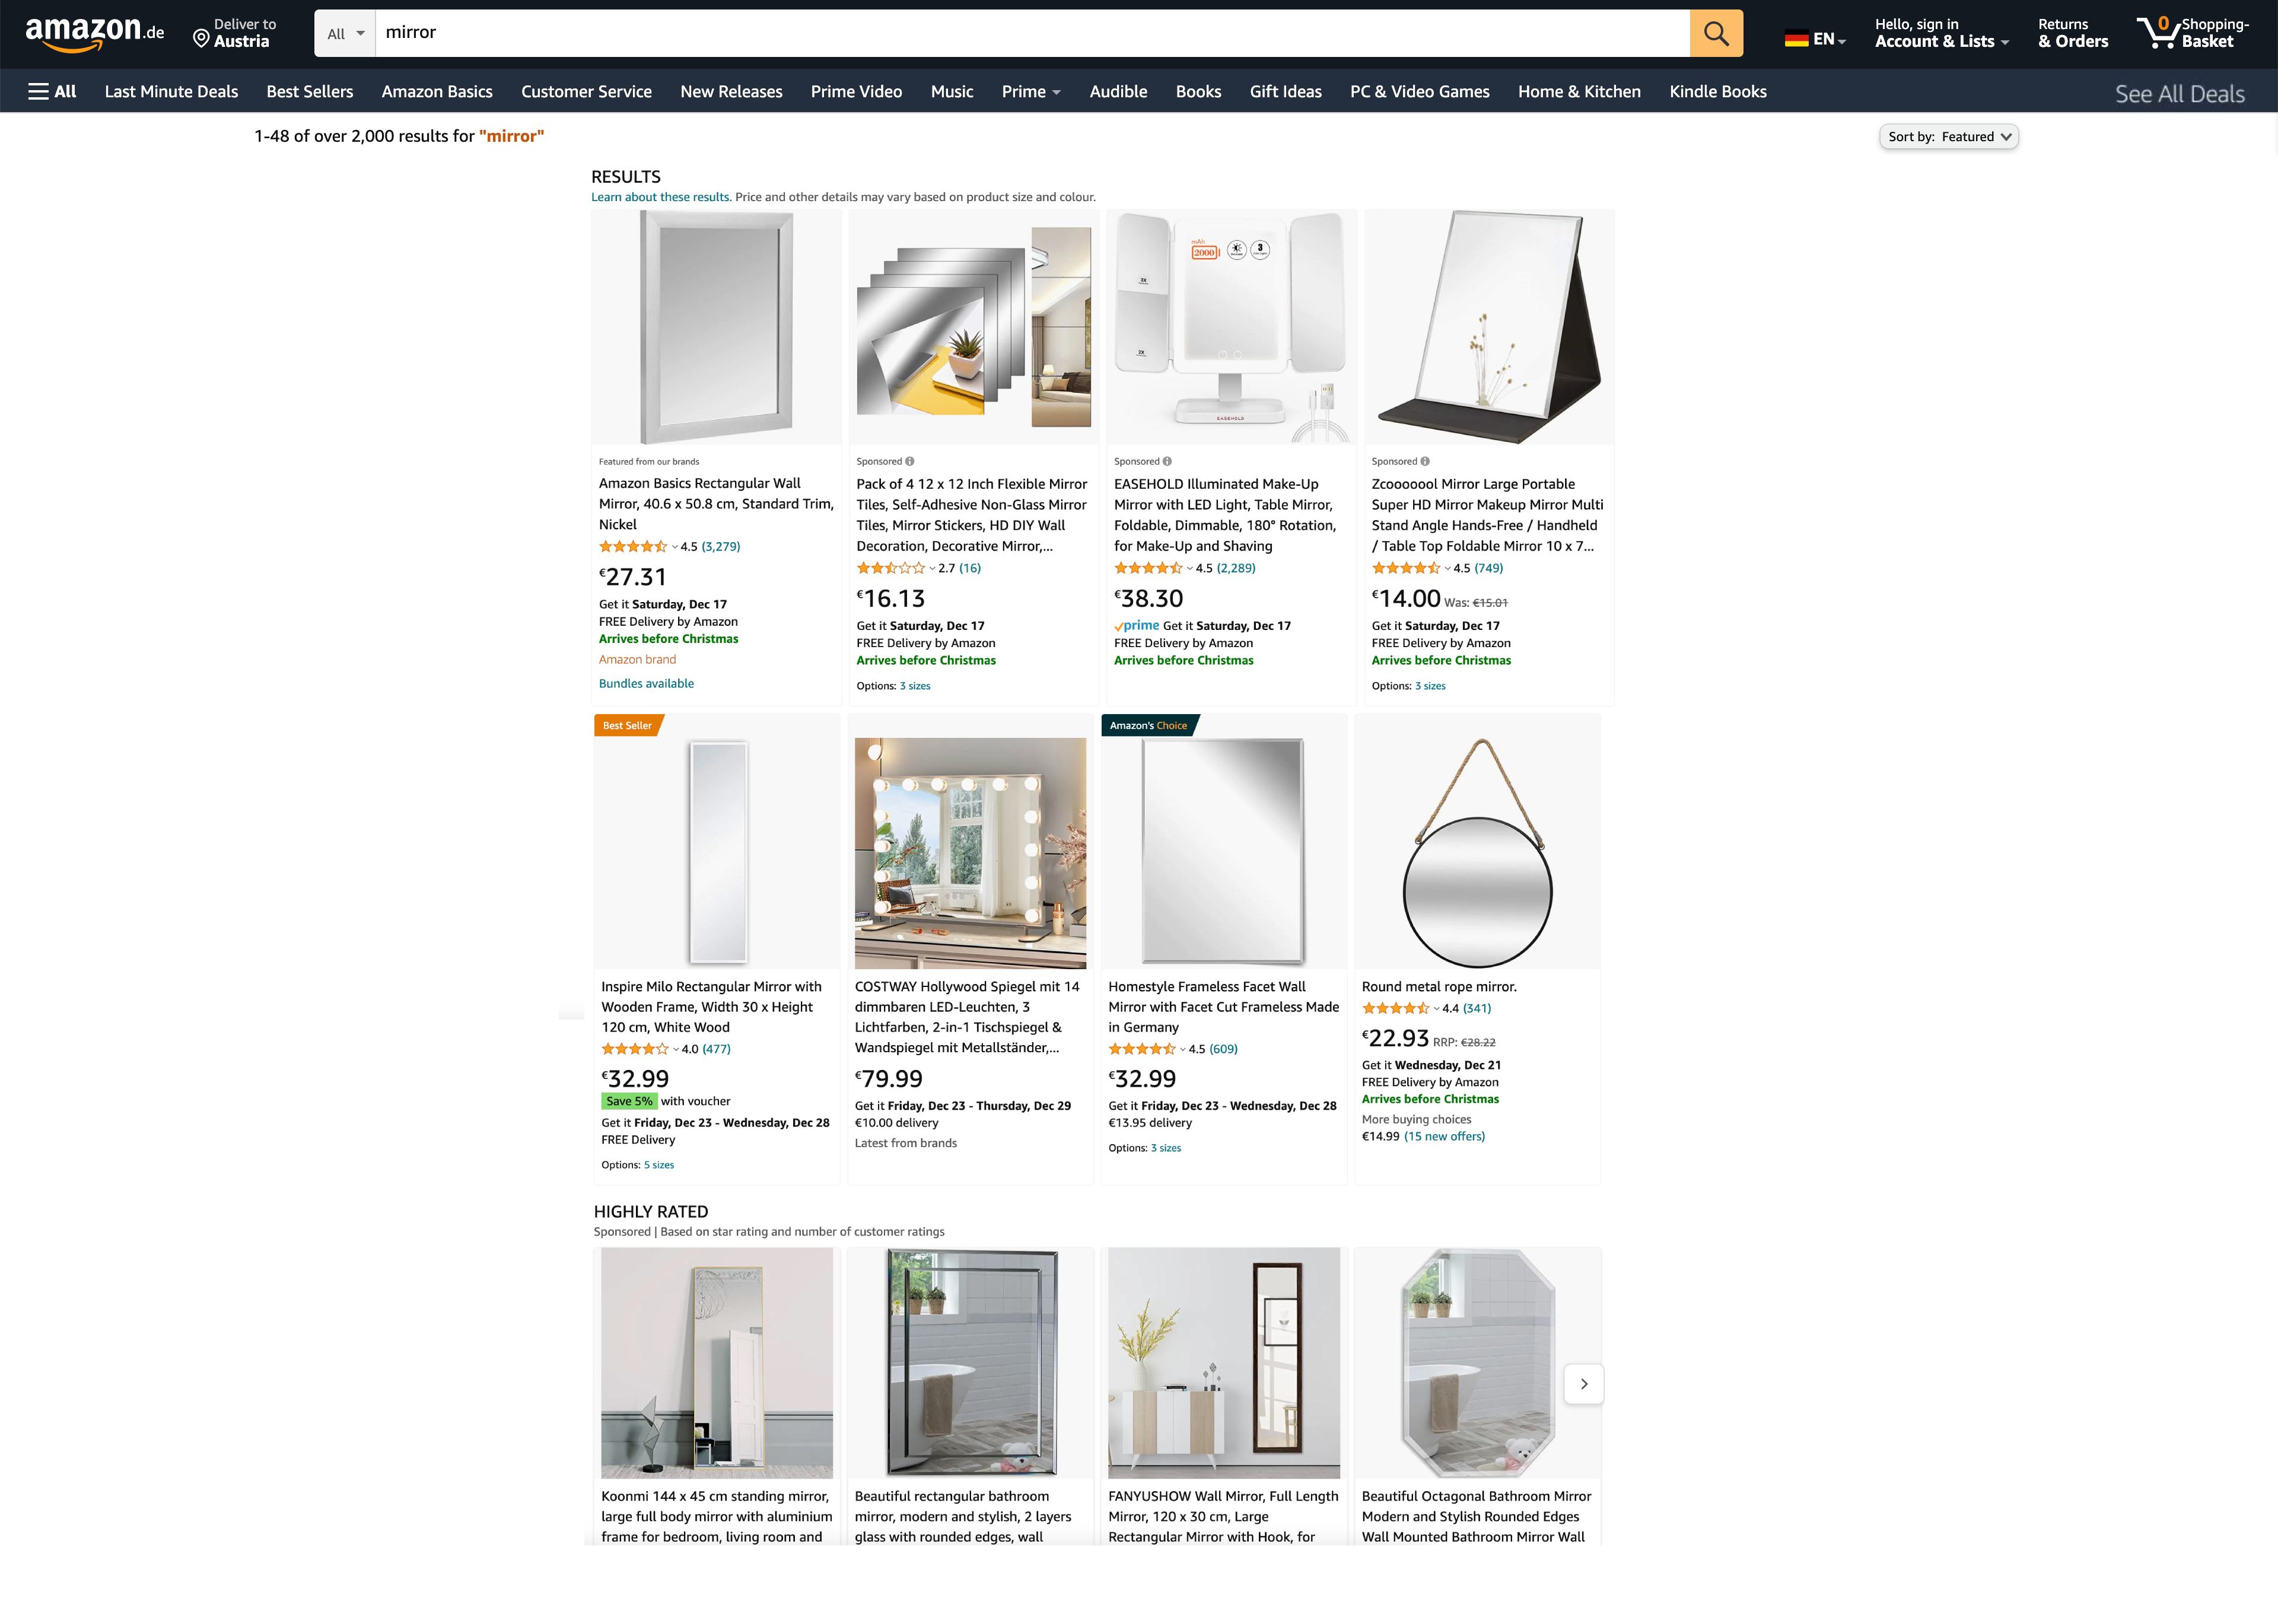 amazon.de
Deliver to
Austria
All
mirror
EN
Hello, sign in
Account & Lists
Returns
& Orders
0
Shopping-
Basket
All
Last Minute Deals
Best Sellers
Amazon Basics
Customer Service
New Releases
Prime Video
Music
Prime
Audible
Books
Gift Ideas
PC & Video Games
Home & Kitchen
Kindle Books
See All Deals
1-48 of over 2,000 results for "mirror"
Sort by: Featured
RESULTS
Learn about these results. Price and other details may vary based on product size and colour.
mAh
2000
3
3X
2X
EASEHOLD
Featured from our brands
Amazon Basics Rectangular Wall
Mirror, 40.6 x 50.8 cm, Standard Trim,
Nickel
4.5 (3,279)
€27.31
Get it Saturday, Dec 17
FREE Delivery by Amazon
Arrives before Christmas
Amazon brand
Bundles available
Sponsored
Pack of 4 12 x 12 Inch Flexible Mirror
Tiles, Self-Adhesive Non-Glass Mirror
Tiles, Mirror Stickers, HD DIY Wall
Decoration, Decorative Mirror,...
2.7 (16)
€16.13
Get it Saturday, Dec 17
FREE Delivery by Amazon
Arrives before Christmas
Options: 3 sizes
Sponsored
EASEHOLD Illuminated Make-Up
Mirror with LED Light, Table Mirror,
Foldable, Dimmable, 180° Rotation,
for Make-Up and Shaving
4.5 (2,289)
€38.30
prime Get it Saturday, Dec 17
FREE Delivery by Amazon
Arrives before Christmas
Sponsored
Zcooooool Mirror Large Portable
Super HD Mirror Makeup Mirror Multi
Stand Angle Hands-Free / Handheld
/ Table Top Foldable Mirror 10 x 7...
4.5 (749)
€14.00 Was: €15.01
Get it Saturday, Dec 17
FREE Delivery by Amazon
Arrives before Christmas
Options: 3 sizes
Best Seller
Inspire Milo Rectangular Mirror with
Wooden Frame, Width 30 x Height
120 cm, White Wood
4.0 (477)
€32.99
Save 5% with voucher
Get it Friday, Dec 23 - Wednesday, Dec 28
FREE Delivery
Options: 5 sizes
COSTWAY Hollywood Spiegel mit 14
dimmbaren LED-Leuchten, 3
Lichtfarben, 2-in-1 Tischspiegel &
Wandspiegel mit Metallständer,...
€79.99
Get it Friday, Dec 23 - Thursday, Dec 29
€10.00 delivery
Latest from brands
Amazon's Choice
Homestyle Frameless Facet Wall
Mirror with Facet Cut Frameless Made
in Germany
4.5 (609)
€32.99
Get it Friday, Dec 23 - Wednesday, Dec 28
€13.95 delivery
Options: 3 sizes
Round metal rope mirror.
4.4 (341)
€22.93 RRP: €28.22
Get it Wednesday, Dec 21
FREE Delivery by Amazon
Arrives before Christmas
More buying choices
€14.99 (15 new offers)
HIGHLY RATED
Sponsored | Based on star rating and number of customer ratings
Koonmi 144 x 45 cm standing mirror,
large full body mirror with aluminium
frame for bedroom, living room and
Beautiful rectangular bathroom
mirror, modern and stylish, 2 layers
glass with rounded edges, wall
FANYUSHOW Wall Mirror, Full Length
Mirror, 120 x 30 cm, Large
Rectangular Mirror with Hook, for
Beautiful Octagonal Bathroom Mirror
Modern and Stylish Rounded Edges
Wall Mounted Bathroom Mirror Wall